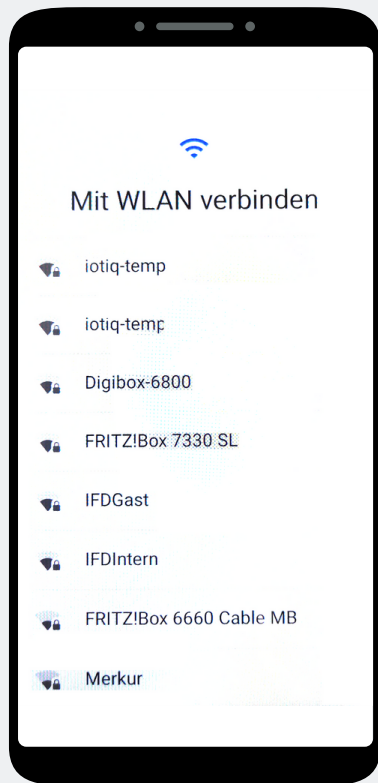 Mit WLAN verbinden
iotiq-temp
iotiq-temp
Digibox-6800
FRITZ!Box 7330 SL
IFDGast
IFDIntern
FRITZ!Box 6660 Cable MB
Merkur